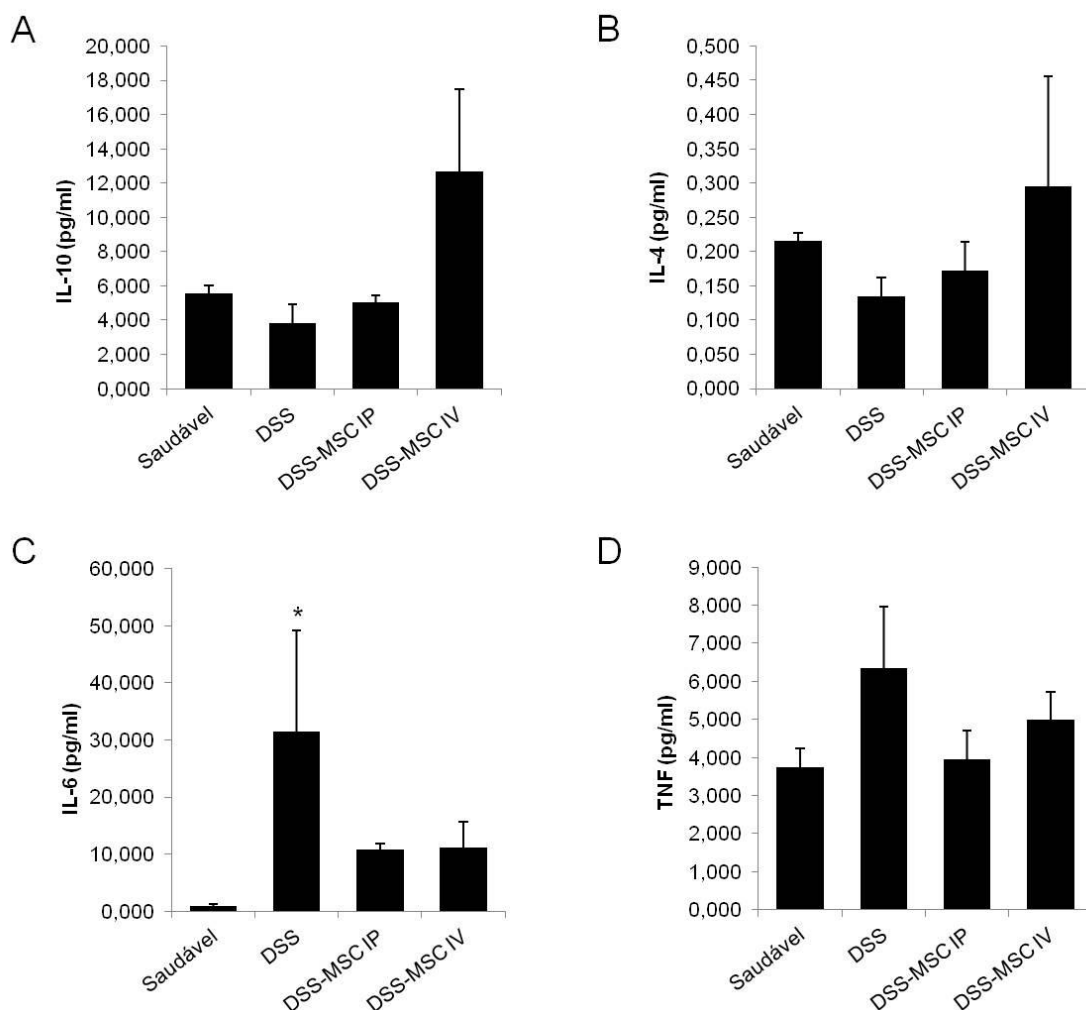 A
IL-10 (pg/ml)
20,000
18,000
16,000
14,000
12,000
10,000
8,000
6,000
4,000
2,000
0,000
Saudável
DSS
DSS-MSC IP
DSS-MSC IV
B
IL-4 (pg/ml)
0,500
0,450
0,400
0,350
0,300
0,250
0,200
0,150
0,100
0,050
0,000
Saudável
DSS
DSS-MSC IP
DSS-MSC IV
C
IL-6 (pg/ml)
60,000
50,000
40,000
30,000
20,000
10,000
0,000
*
Saudável
DSS
DSS-MSC IP
DSS-MSC IV
D
TNF (pg/ml)
9,000
8,000
7,000
6,000
5,000
4,000
3,000
2,000
1,000
0,000
Saudável
DSS
DSS-MSC IP
DSS-MSC IV